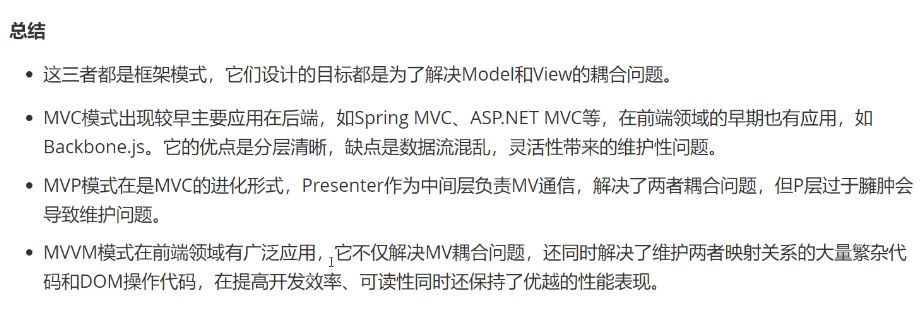 总结
这三者都是框架模式，它们设计的目标都是为了解决Model和View的耦合问题。
MVC模式出现较早主要应用在后端，如Spring MVC、ASP.NET MVC等，在前端领域的早期也有应用，如
Backbone.js。它的优点是分层清晰，缺点是数据流混乱，灵活性带来的维护性问题。
MVP模式在是MVC的进化形式，Presenter作为中间层负责MV通信，解决了两者耦合问题，但P层过于臃肿会
导致维护问题。
MVVM模式在前端领域有广泛应用，它不仅解决MV耦合问题，还同时解决了维护两者映射关系的大量繁杂代
码和DOM操作代码，在提高开发效率、可读性同时还保持了优越的性能表现。